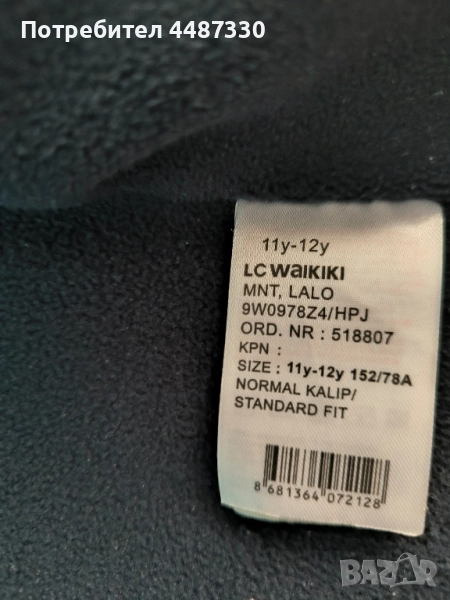 Потребител 4487330
11y-12y
LC WAIKIKI
MNT, LALO
9W0978Z4/HPJ
ORD. NR : 518807
KPN :
SIZE : 11y-12y 152/78A
NORMAL KALIP/
STANDARD FIT
8 681364 072128
BAZAR